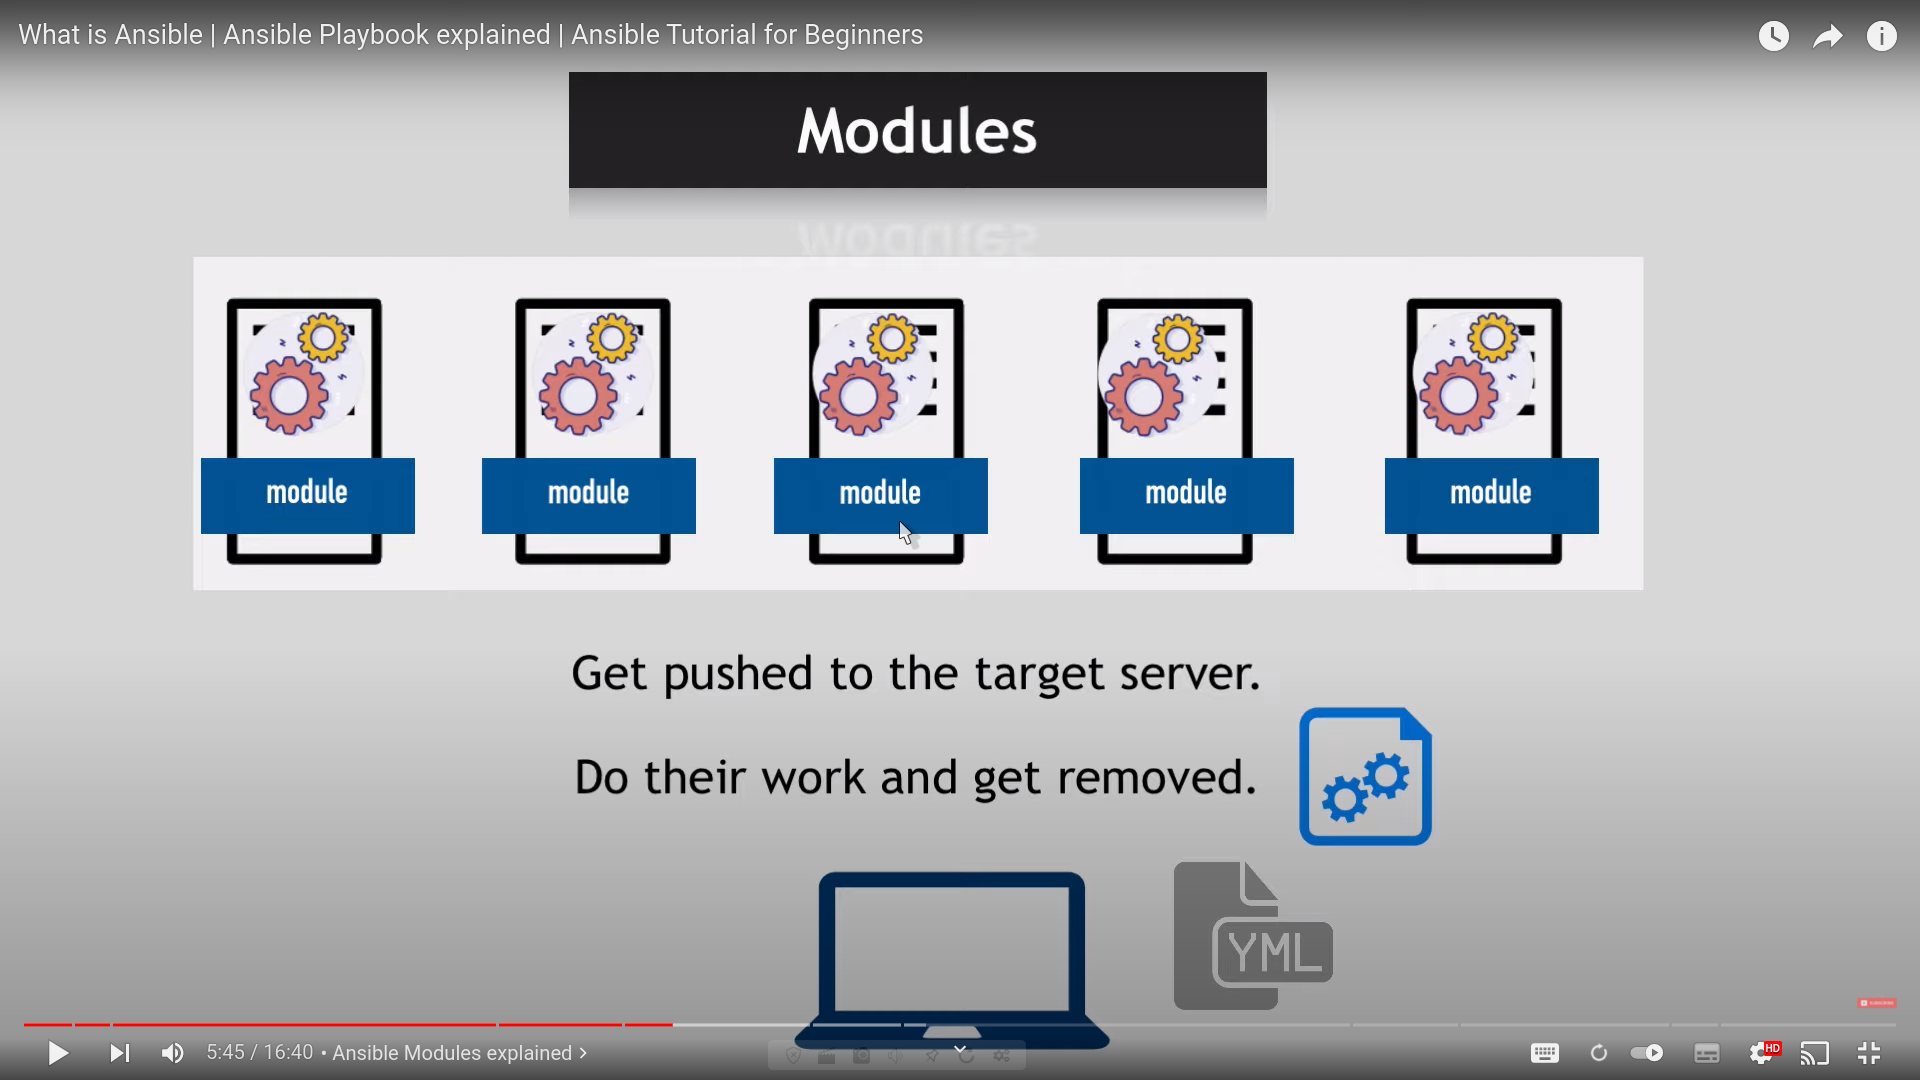 What is Ansible | Ansible Playbook explained | Ansible Tutorial for Beginners
Modules
module module module module module
Get pushed to the target server.
Do their work and get removed.
YML
SUBSCRIBE
5:45 / 16:40 • Ansible Modules explained >
HD